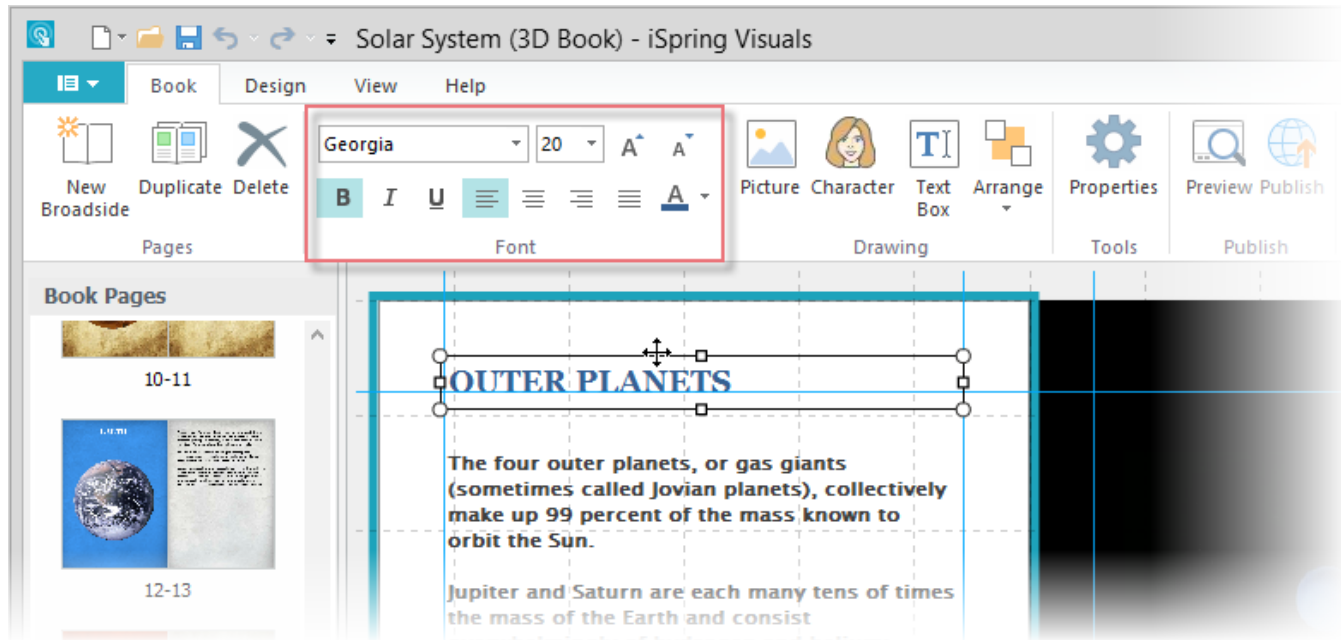 Solar System (3D Book) - iSpring Visuals
Book Design View Help
Georgia 20 A A
B I U A
New Broadside
Duplicate Delete
Picture Character Text Box Arrange Properties Preview Publish
Pages Font Drawing Tools Publish
Book Pages
10-11
EARTH
12-13
OUTER PLANETS
The four outer planets, or gas giants
(sometimes called Jovian planets), collectively
make up 99 percent of the mass known to
orbit the Sun.
Jupiter and Saturn are each many tens of times
the mass of the Earth and consist